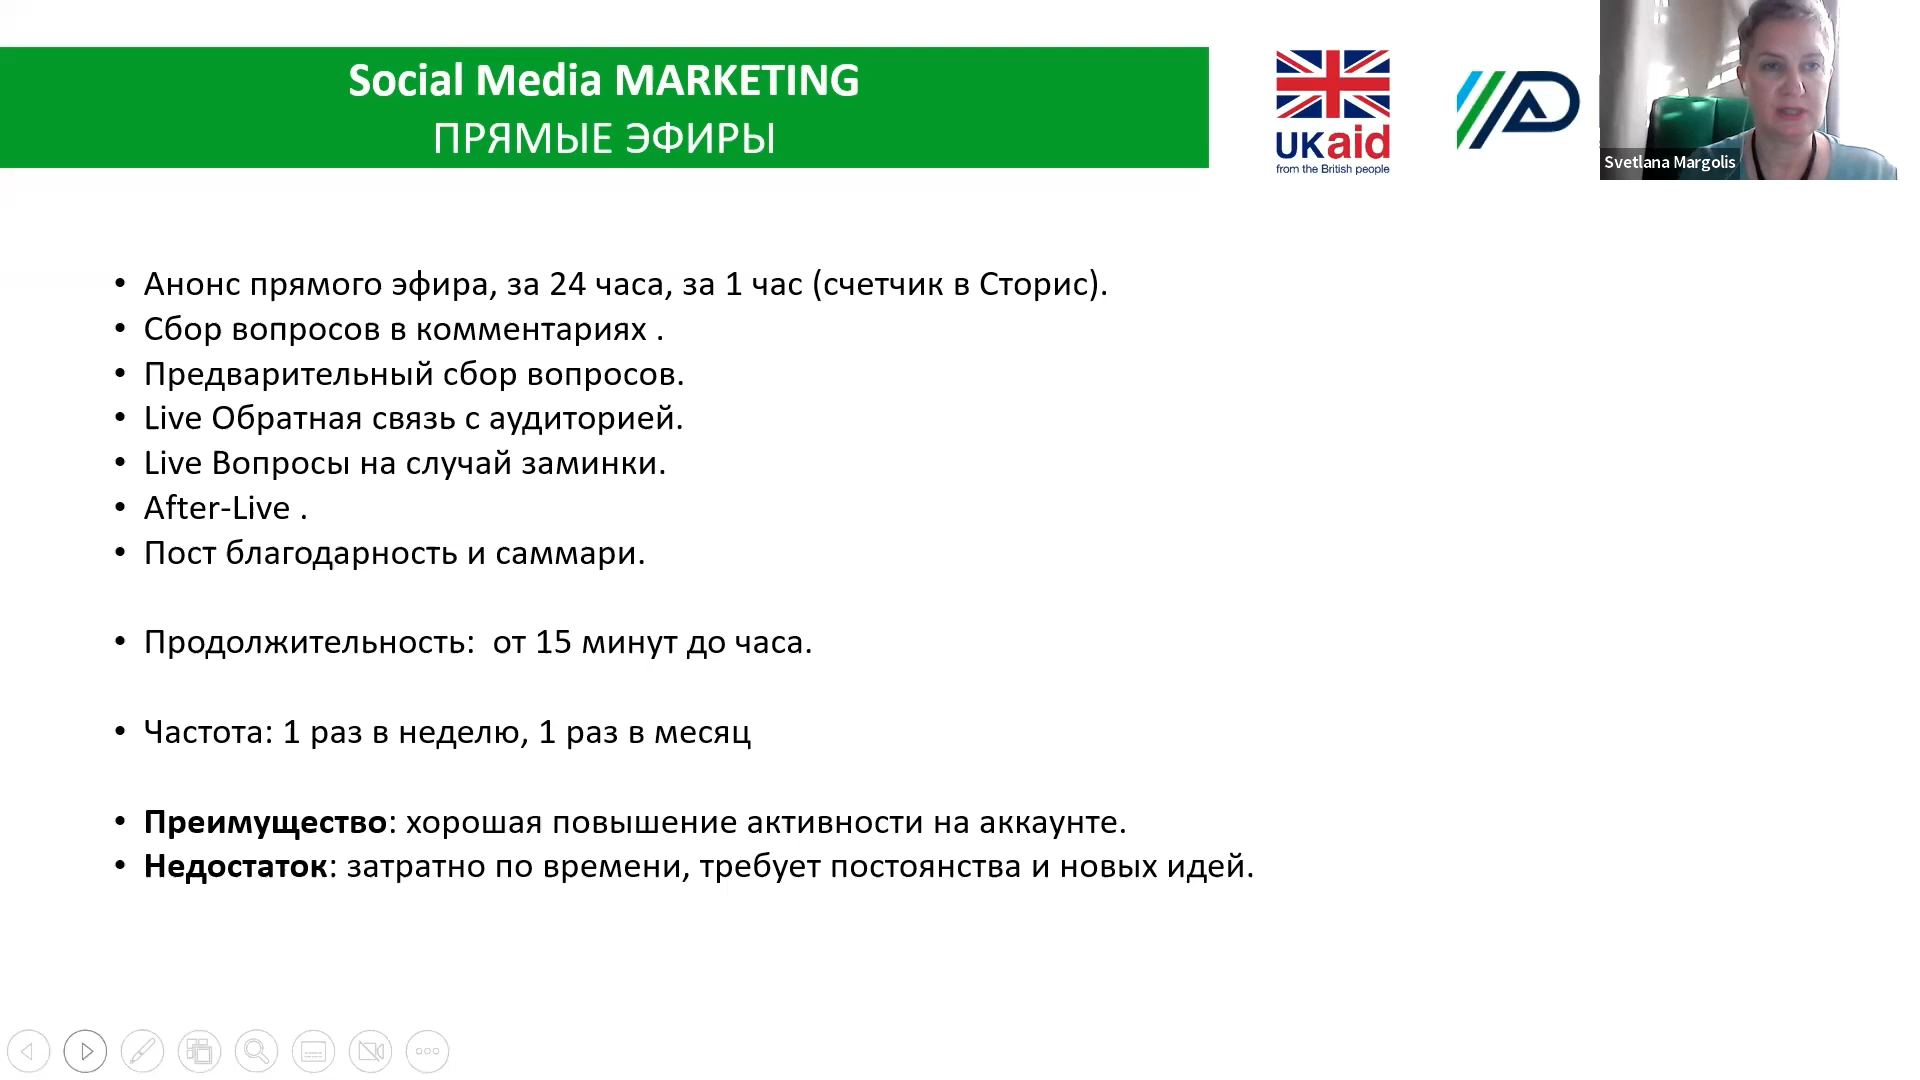 Social Media MARKETING
ПРЯМЫЕ ЭФИРЫ
UKaid
from the British people
Svetlana Margolis
• Анонс прямого эфира, за 24 часа, за 1 час (счетчик в Сторис).
• Сбор вопросов в комментариях .
• Предварительный сбор вопросов.
• Live Обратная связь с аудиторией.
• Live Вопросы на случай заминки.
• After-Live .
• Пост благодарность и саммари.
• Продолжительность:  от 15 минут до часа.
• Частота: 1 раз в неделю, 1 раз в месяц
• Преимущество: хорошая повышение активности на аккаунте.
• Недостаток: затратно по времени, требует постоянства и новых идей.